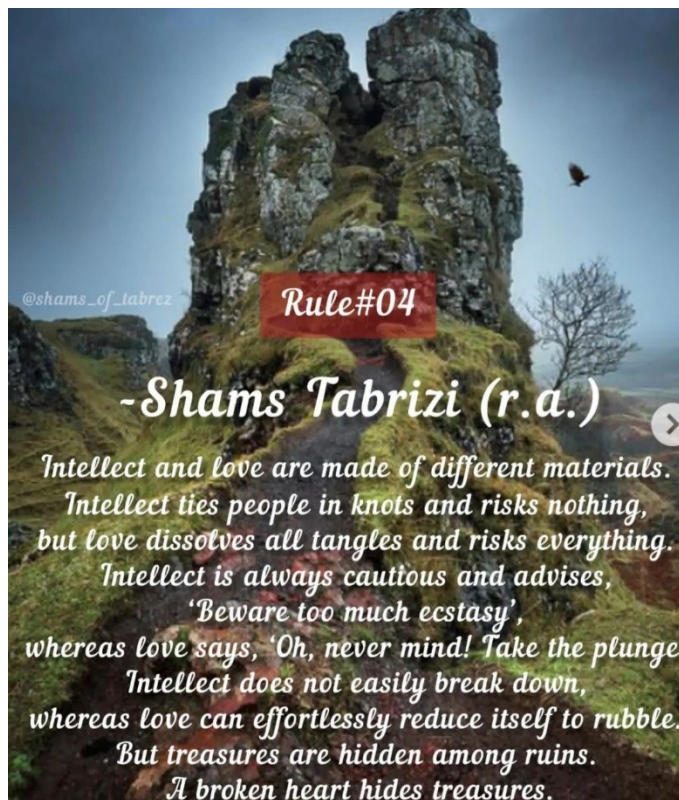 @shams_of_tabrez
Rule#04
~Shams Tabrizi (r.a.)
Intellect and love are made of different materials.
Intellect ties people in knots and risks nothing,
but love dissolves all tangles and risks everything.
Intellect is always cautious and advises,
‘Beware too much ecstasy’,
whereas love says, ‘Oh, never mind! Take the plunge
Intellect does not easily break down,
whereas love can effortlessly reduce itself to rubble.
But treasures are hidden among ruins.
A broken heart hides treasures.